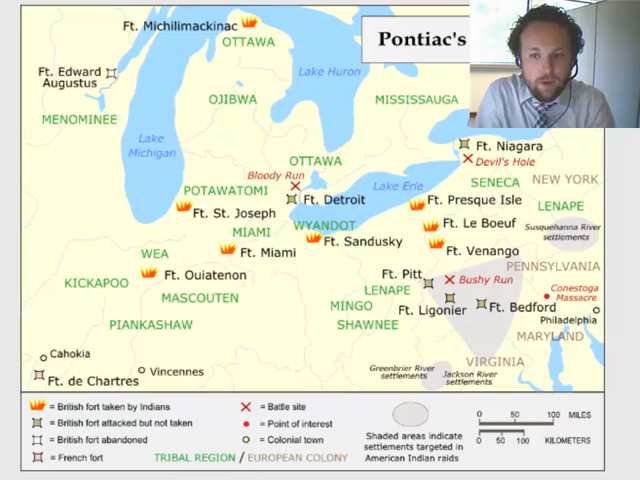 Ft. Michilimackinac
OTTAWA
Pontiac's
Ft. Edward
Augustus
Lake Huron
OJIBWA
MISSISSAUGA
MENOMINEE
Lake
Michigan
Ft. Niagara
Devil's Hole
OTTAWA
Bloody Run
POTAWATOMI
Ft. Detroit
Lake Erie
SENECA
NEW YORK
Ft. St. Joseph
Ft. Presque Isle
LENAPE
WYANDOT
Ft. Le Boeuf
Susquehanna River
settlements
MIAMI
Ft. Sandusky
Ft. Venango
WEA
Ft. Miami
PENNSYLVANIA
KICKAPOO
Ft. Ouiatenon
Ft. Pitt
Bushy Run
MASCOUTEN
LENAPE
Conestoga
Massacre
MINGO
Ft. Ligonier
Ft. Bedford
Philadelphia
PIANKASHAW
SHAWNEE
MARYLAND
Cahokia
Vincennes
VIRGINIA
Greenbrier River
settlements
Jackson River
settlements
Ft. de Chartres
= British fort taken by Indians
= Battle site
= British fort attacked but not taken
= Point of interest
= British fort abandoned
= Colonial town
= French fort
TRIBAL REGION / EUROPEAN COLONY
Shaded areas indicate
settlements targeted in
American Indian raids
0 50 100 MILES
0 50 100 KILOMETERS